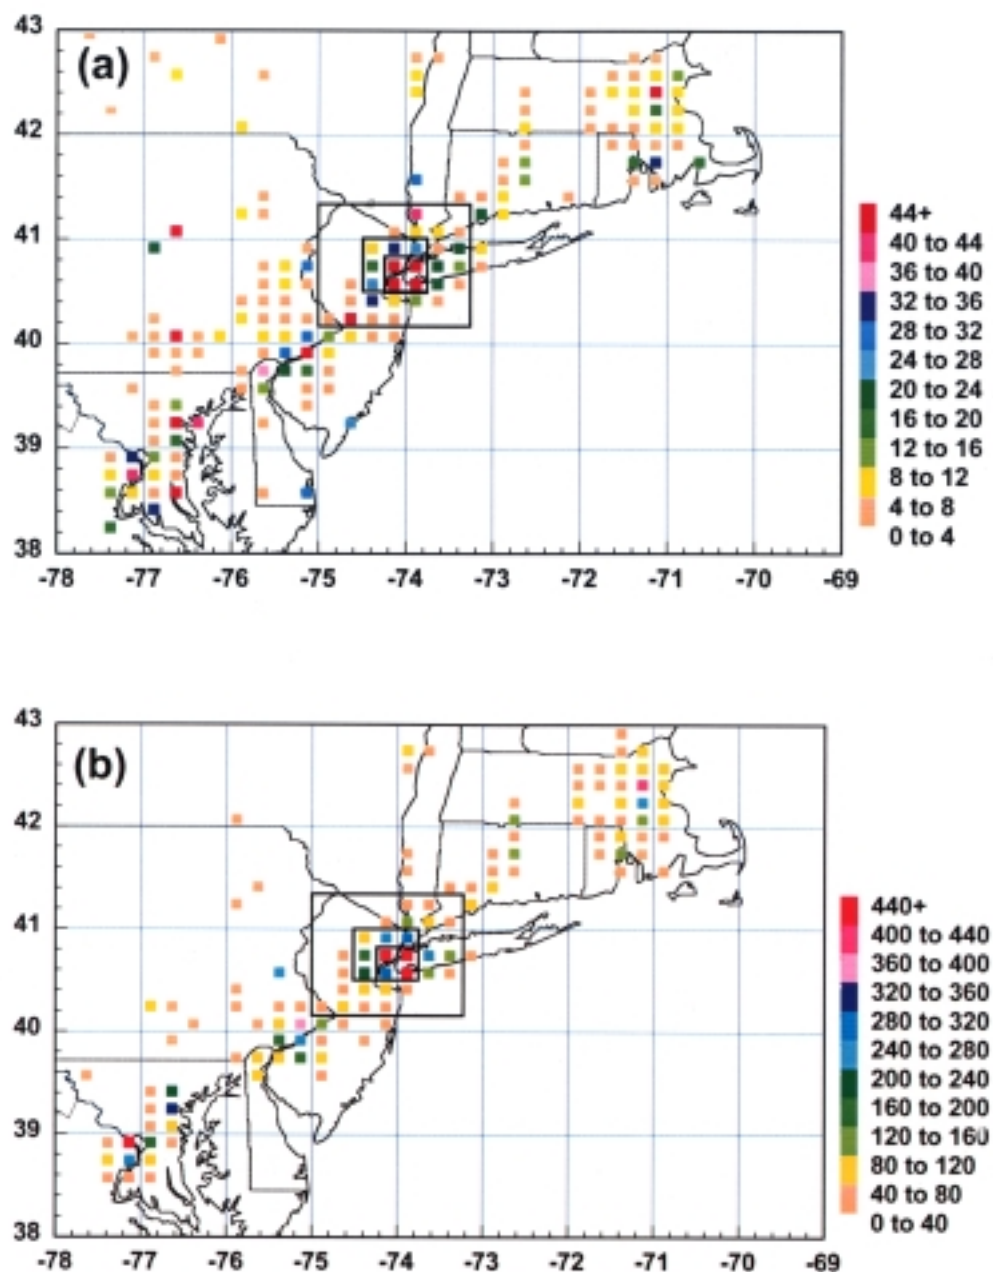 43
(a)
42
41
40
39
38
-78 -77 -76 -75 -74 -73 -72 -71 -70 -69
44+
40 to 44
36 to 40
32 to 36
28 to 32
24 to 28
20 to 24
16 to 20
12 to 16
8 to 12
4 to 8
0 to 4
43
(b)
42
41
40
39
38
-78 -77 -76 -75 -74 -73 -72 -71 -70 -69
440+
400 to 440
360 to 400
320 to 360
280 to 320
240 to 280
200 to 240
160 to 200
120 to 160
80 to 120
40 to 80
0 to 40